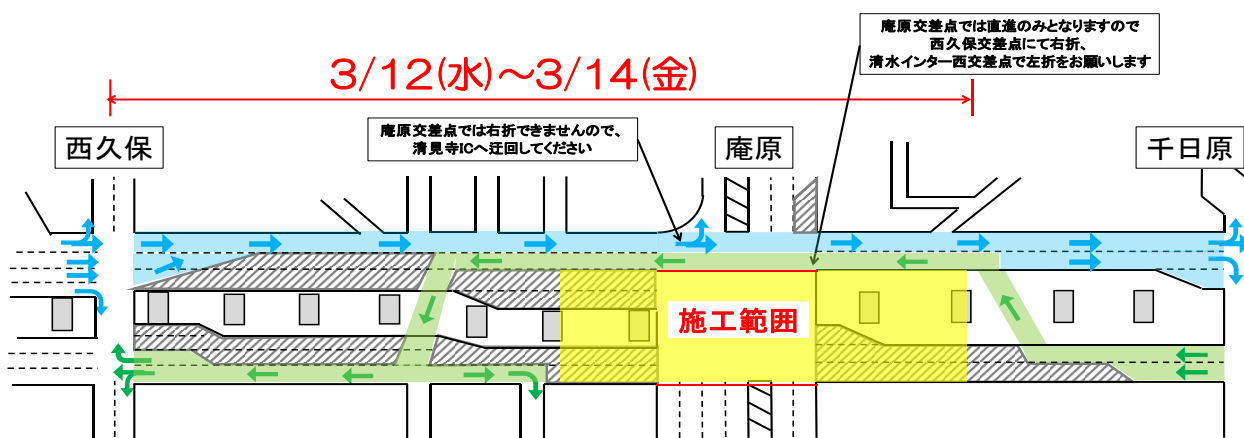 庵原交差点では直進のみとなりますので
西久保交差点にて右折、
清水インター西交差点で左折をお願いします
3/12(水)~3/14(金)
庵原交差点では右折できませんので、
清見寺ICへ迂回してください
西久保
庵原
千日原
施工範囲